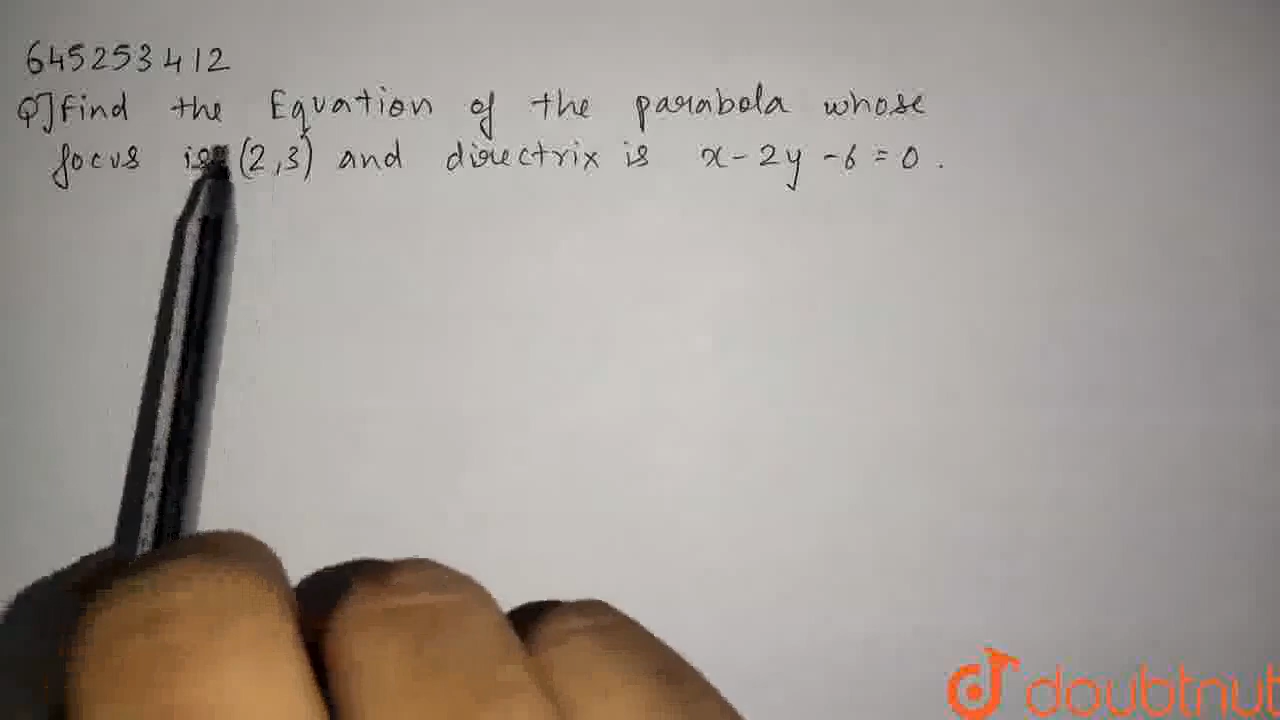 645253412
Q] Find the Equation of the parabola whose
focus is (2,3) and directrix is x - 2y - 6 = 0 .
doubtnut